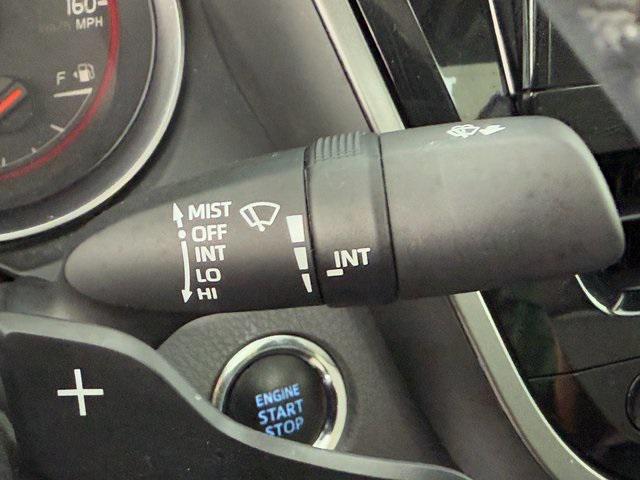 160
MPH
F
MIST
OFF
INT
LO
HI
INT
ENGINE
START
STOP